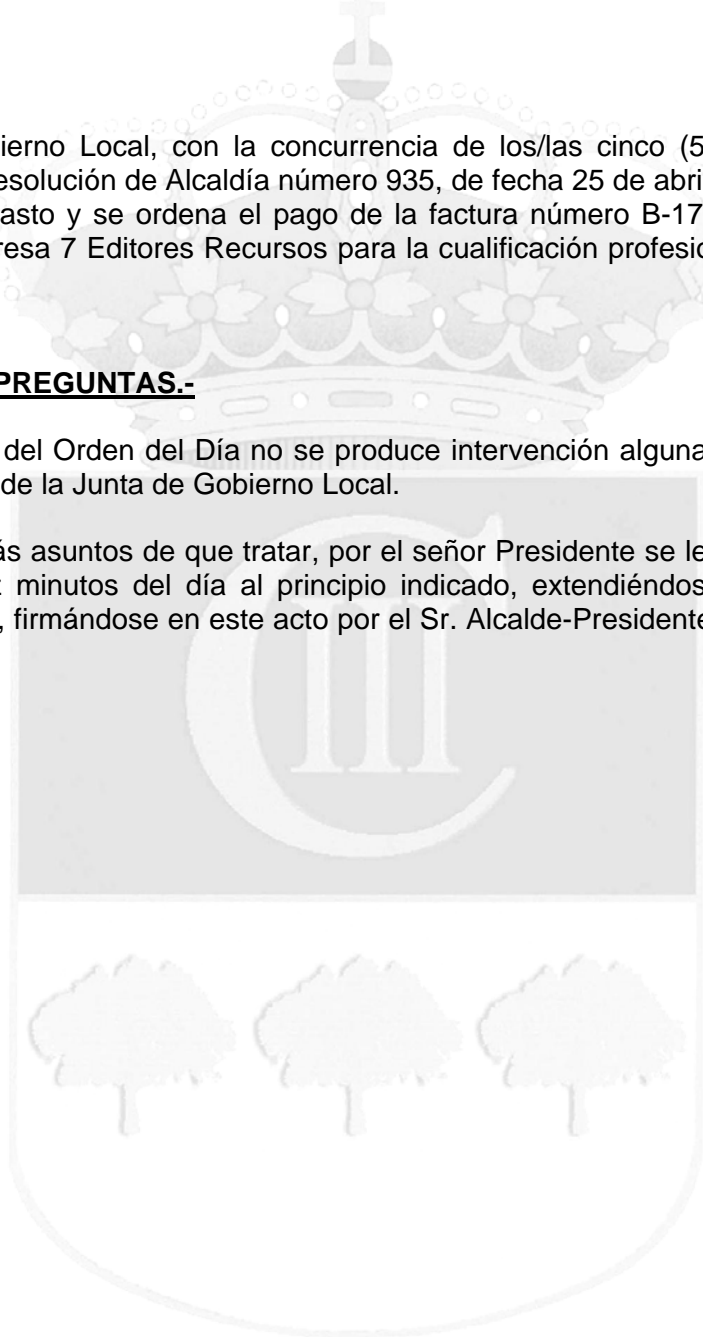 ierno Local, con la concurrencia de los/las cinco (5
esolución de Alcaldía número 935, de fecha 25 de abri
asto y se ordena el pago de la factura número B-17
resa 7 Editores Recursos para la cualificación profesio
PREGUNTAS.-
del Orden del Día no se produce intervención alguna
de la Junta de Gobierno Local.
ás asuntos de que tratar, por el señor Presidente se le
z minutos del día al principio indicado, extendiéndos
, firmándose en este acto por el Sr. Alcalde-Presidente
CIII